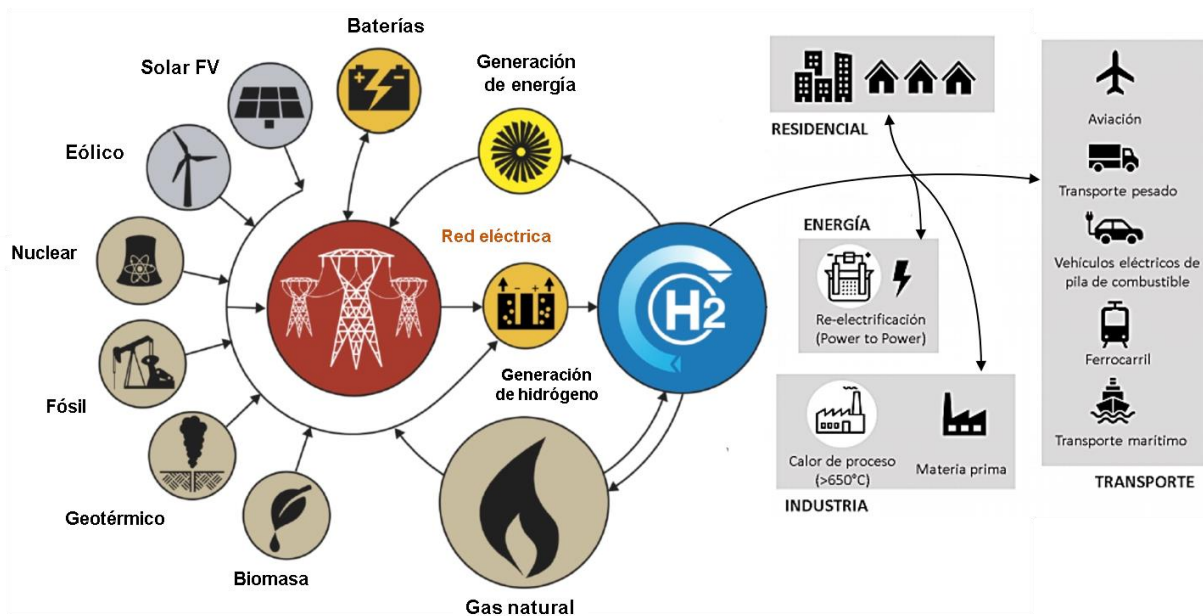 Baterías
Solar FV
Generación
de energía
Eólico
Nuclear
Red eléctrica
H2
Fósil
Generación
de hidrógeno
Geotérmico
Biomasa
Gas natural
RESIDENCIAL
ENERGÍA
Re-electrificación
(Power to Power)
Calor de proceso
(>650°C)
Materia prima
INDUSTRIA
Aviación
Transporte pesado
Vehículos eléctricos de
pila de combustible
Ferrocarril
Transporte marítimo
TRANSPORTE